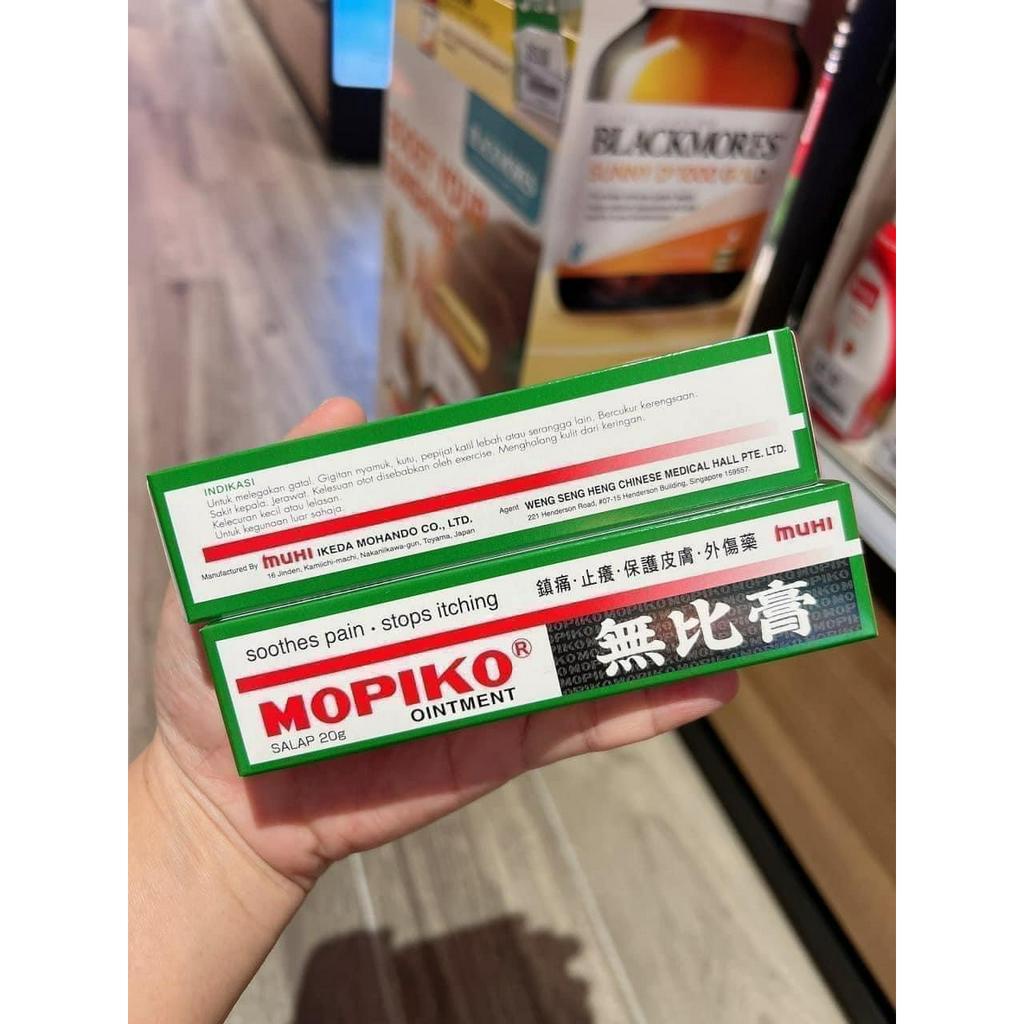 BLACKMORES
INDIKASI
Untuk melegakan gatal. Gigitan nyamuk, kutu, pepijat katil lebah atau serangga lain. Bercukur kerengsaan.
Sakit kepala. Jerawat. Kelesuan otot disebabkan oleh exercise. Menghalang kulit dari keringan.
Kelecuran kecil atau lelasan.
Untuk kegunaan luar sahaja.
Manufactured By MUHI IKEDA MOHANDO CO., LTD.
16 Jinden, Kamiichi-machi, Nakaniikawa-gun, Toyama, Japan
Agent WENG SENG HENG CHINESE MEDICAL HALL PTE. LTD.
221 Henderson Road, #07-15 Henderson Building, Singapore 159557.
soothes pain · stops itching
鎮痛·止癢·保護皮膚·外傷藥
MUHI
MOPIKO®
OINTMENT
SALAP 20g
無比膏